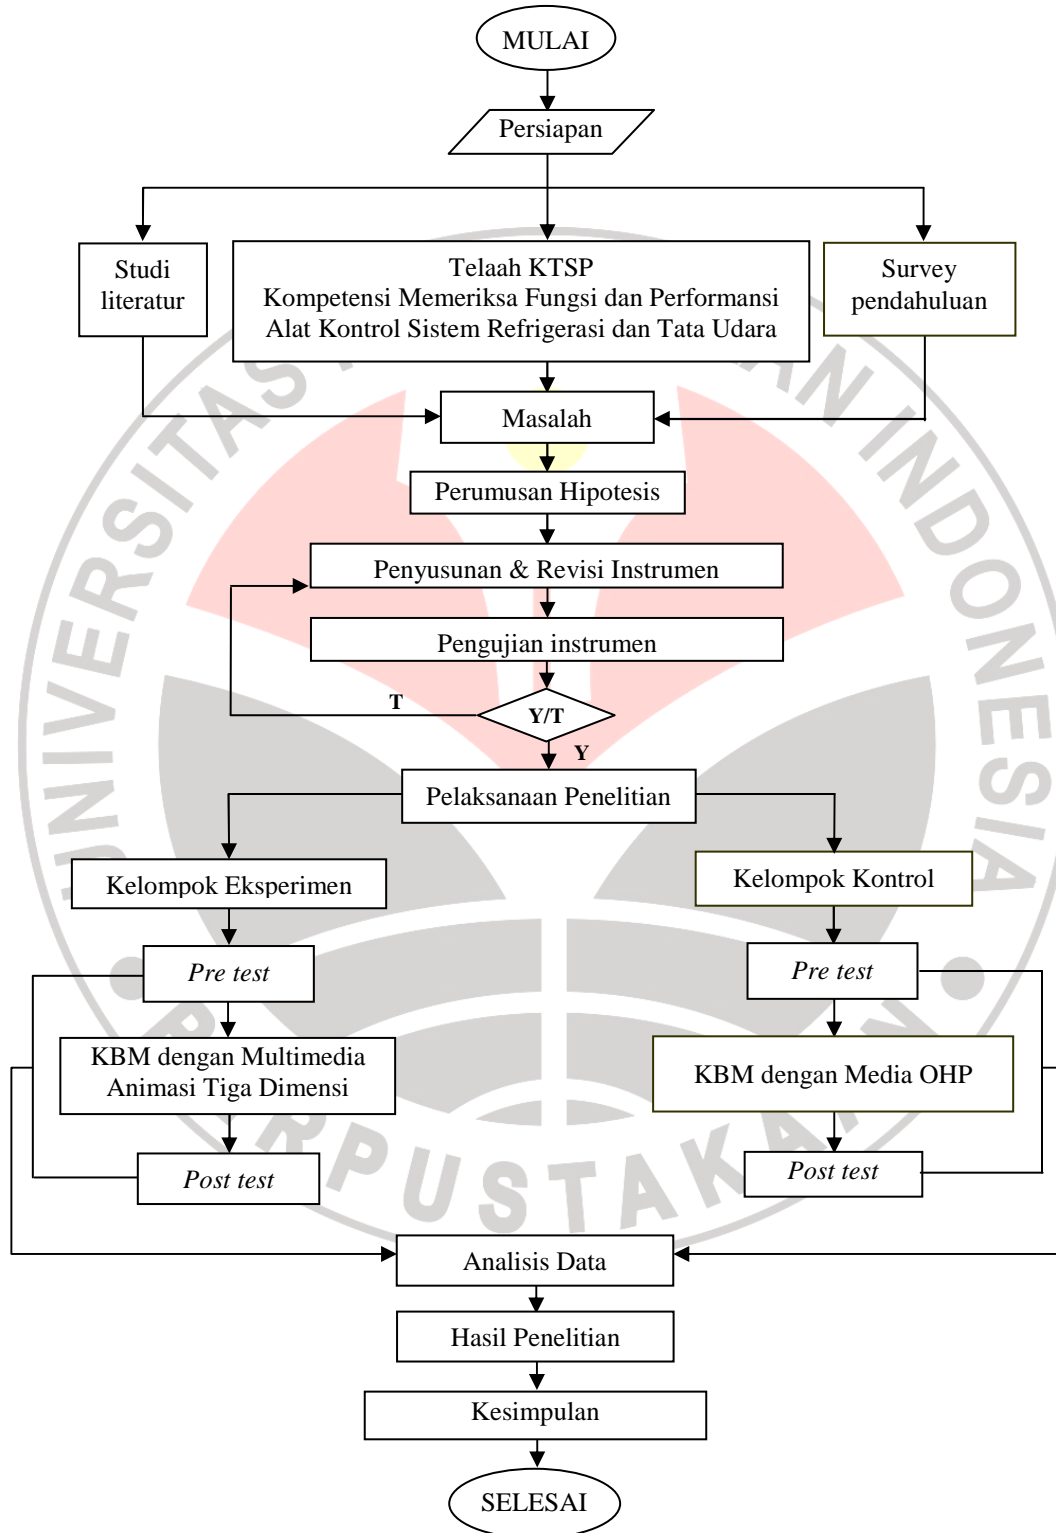 MULAI
Persiapan
Studi
literatur
Telaah KTSP
Kompetensi Memeriksa Fungsi dan Performansi
Alat Kontrol Sistem Refrigerasi dan Tata Udara
Survey
pendahuluan
Masalah
Perumusan Hipotesis
Penyusunan & Revisi Instrumen
Pengujian instrumen
T
Y/T
Y
Pelaksanaan Penelitian
Kelompok Eksperimen
Kelompok Kontrol
Pre test
Pre test
KBM dengan Multimedia
Animasi Tiga Dimensi
KBM dengan Media OHP
Post test
Post test
Analisis Data
Hasil Penelitian
Kesimpulan
SELESAI
UNIVERSITAS
INDONESIA
PERPUSTAKAAN